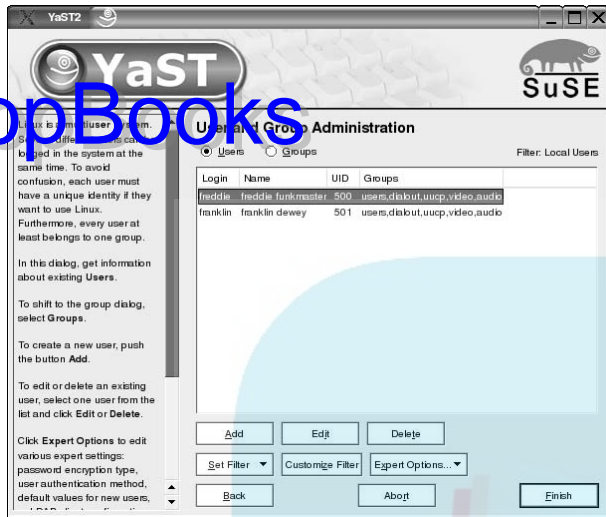 YaST2
YaST
SuSE
opBooks
Linux is a multiuser system.
logged in the system at the
same time. To avoid
confusion, each user must
have a unique identity if they
want to use Linux.
Furthermore, every user at
least belongs to one group.
In this dialog, get information
about existing Users.
To shift to the group dialog,
select Groups.
To create a new user, push
the button Add.
To edit or delete an existing
user, select one user from the
list and click Edit or Delete.
Click Expert Options to edit
various expert settings:
password encryption type,
user authentication method,
default values for new users,
User and Group Administration
Users Groups Filter: Local Users
Login Name UID Groups
freddie freddie funkmaster 500 users,dialout,uucp,video,audio
franklin franklin dewey 501 users,dialout,uucp,video,audio
Add Edit Delete
Set Filter Customize Filter Expert Options...
Back Abort Finish